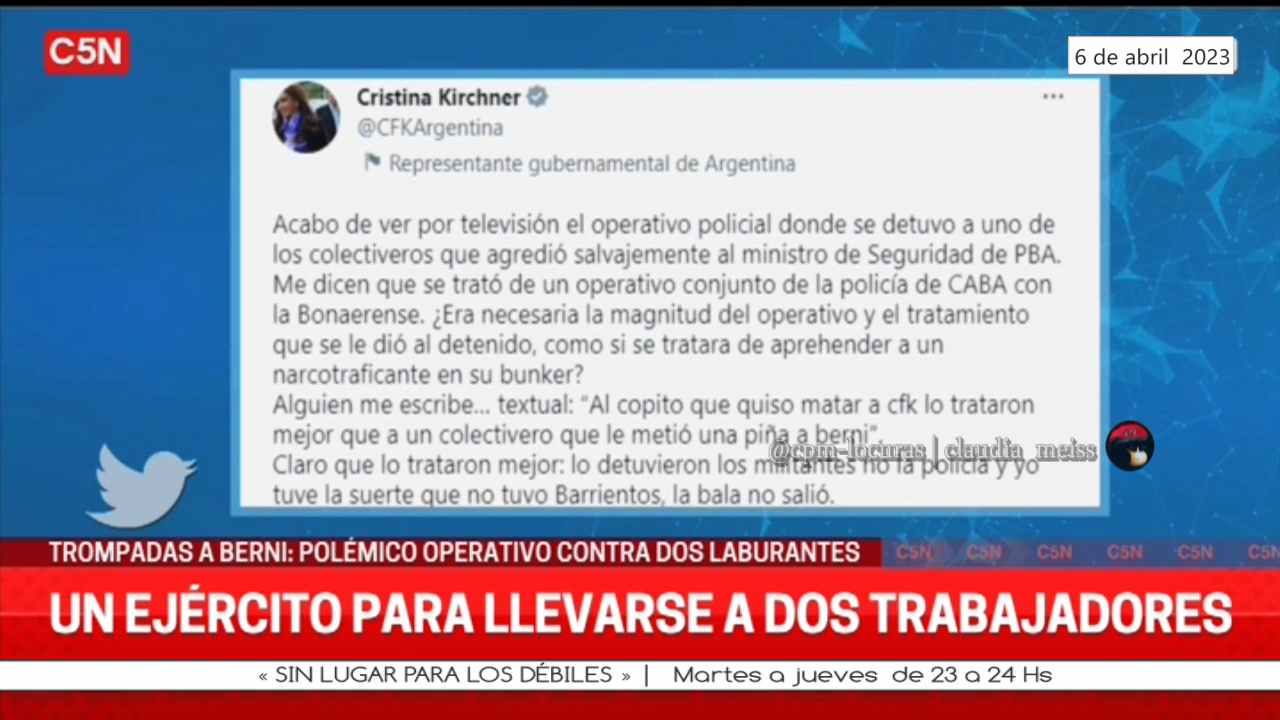 C5N
6 de abril 2023
Cristina Kirchner
@CFKArgentina
Representante gubernamental de Argentina
Acabo de ver por televisión el operativo policial donde se detuvo a uno de
los colectiveros que agredió salvajemente al ministro de Seguridad de PBA.
Me dicen que se trató de un operativo conjunto de la policía de CABA con
la Bonaerense. ¿Era necesaria la magnitud del operativo y el tratamiento
que se le dió al detenido, como si se tratara de aprehender a un
narcotraficante en su bunker?
Alguien me escribe... textual: “Al copito que quiso matar a cfk lo trataron
mejor que a un colectivero que le metió una piña a berni”
@cpm-locuras | claudia_meiss
Claro que lo trataron mejor: lo detuvieron los militantes no la policía y yo
tuve la suerte que no tuvo Barrientos, la bala no salió.
TROMPADAS A BERNI: POLÉMICO OPERATIVO CONTRA DOS LABURANTES
C5N C5N C5N C5N C5N C5N
UN EJÉRCITO PARA LLEVARSE A DOS TRABAJADORES
« SIN LUGAR PARA LOS DÉBILES » | Martes a jueves de 23 a 24 Hs